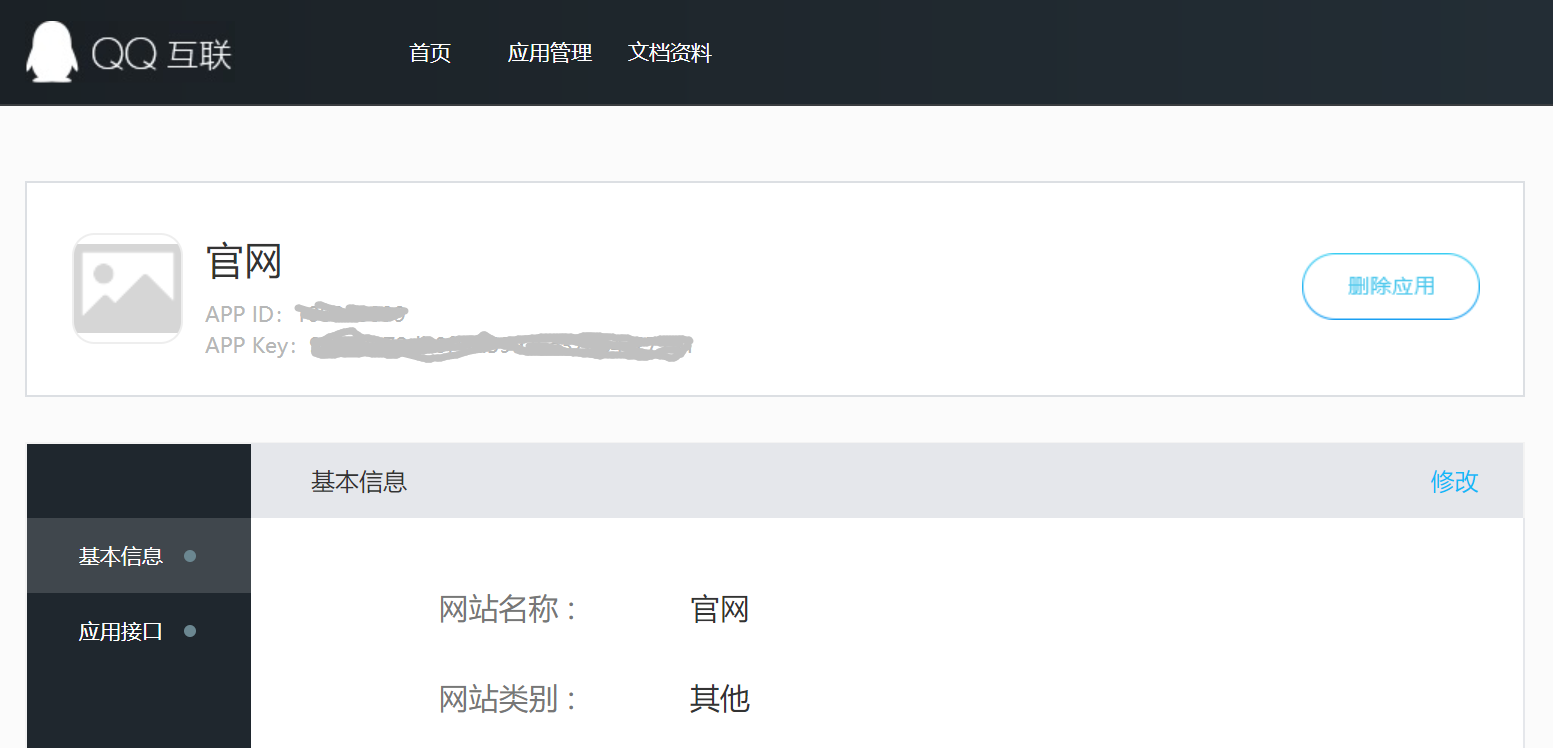 QQ 互联 首页 应用管理 文档资料
官网
APP ID:
APP Key:
删除应用
基本信息 修改
基本信息
应用接口
网站名称： 官网
网站类别： 其他